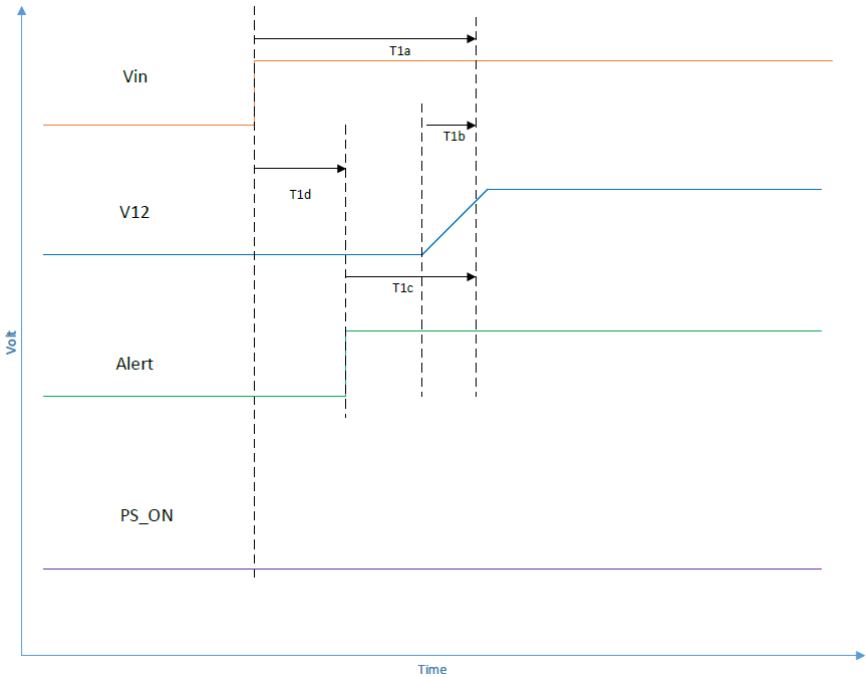 T1a
Vin
T1b
T1d
V12
T1c
Volt
Alert
PS_ON
Time